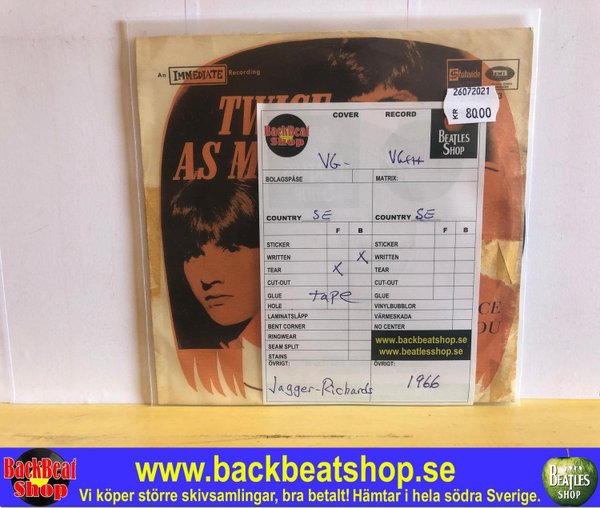 An IMMEDIATE Recording
Stateside
EMI
26072021
KR 80.00
TWICE
AS M
COVER RECORD
BackBeat Shop
BEATLES SHOP
VG- VG++
BOLAGSPÅSE MATRIX:
COUNTRY SE COUNTRY SE
F B F B
STICKER STICKER
WRITTEN X WRITTEN
TEAR X TEAR
CUT-OUT CUT-OUT
GLUE tape GLUE
HOLE VINYLBUBBLOR
LAMINATSLÄPP VÄRMESKADA
BENT CORNER NO CENTER
RINGWEAR
SEAM SPLIT
STAINS
www.backbeatshop.se
www.beatlesshop.se
ÖVRIGT: ÖVRIGT:
Jagger-Richards 1966
CE
OU
BackBeat Shop
www.backbeatshop.se
Vi köper större skivsamlingar, bra betalt! Hämtar i hela södra Sverige.
BEATLES SHOP